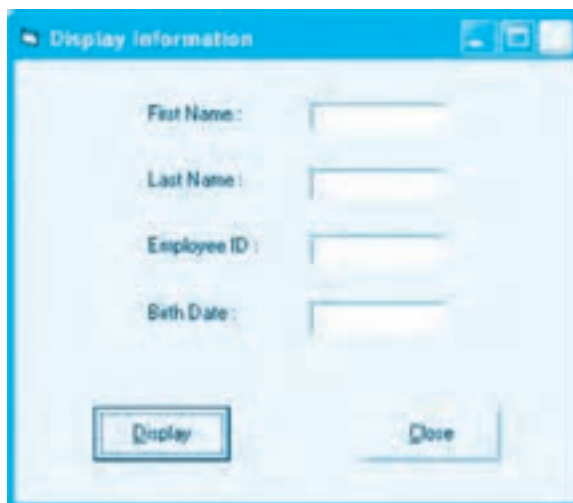 Display Information
First Name :
Last Name :
Employee ID :
Birth Date :
Display Close